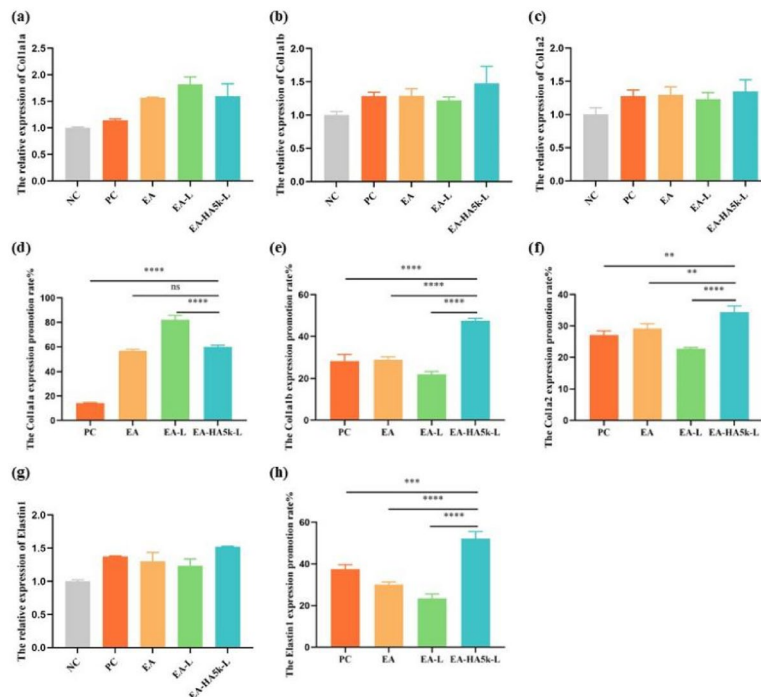 (a)
The relative expression of Col1a1a
2.5
2.0
1.5
1.0
0.5
0.0
NC
PC
EA
EA-L
EA-HA5k-L
(b)
The relative expression of Col1a1b
2.0
1.5
1.0
0.5
0.0
NC
PC
EA
EA-L
EA-HA5k-L
(c)
The relative expression of Col1a2
2.0
1.5
1.0
0.5
0.0
NC
PC
EA
EA-L
EA-HA5k-L
(d)
The Col1a1a expression promotion rate%
100
80
60
40
20
0
****
ns
****
PC
EA
EA-L
EA-HA5k-L
(e)
The Col1a1b expression promotion rate%
60
40
20
0
****
****
****
PC
EA
EA-L
EA-HA5k-L
(f)
The Col1a2 expression promotion rate%
40
30
20
10
0
**
**
****
PC
EA
EA-L
EA-HA5k-L
(g)
The relative expression of Elastin1
2.0
1.5
1.0
0.5
0.0
NC
PC
EA
EA-L
EA-HA5k-L
(h)
The Elastin1 expression promotion rate%
60
40
20
0
***
****
****
PC
EA
EA-L
EA-HA5k-L